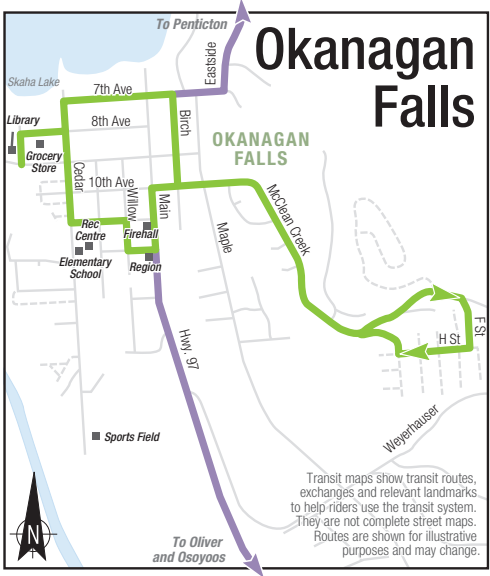 To Penticton
Okanagan
Falls
Eastside
Skaha Lake
7th Ave
Library
8th Ave
Birch
OKANAGAN
FALLS
Grocery
Store
Cedar
10th Ave
Willow
Main
McClean Creek
Rec
Centre
Firehall
Maple
Elementary
School
Region
F St
H St
Hwy. 97
Weyerhauser
Sports Field
Transit maps show transit routes,
exchanges and relevant landmarks
to help riders use the transit system.
They are not complete street maps.
Routes are shown for illustrative
purposes and may change.
N
To Oliver
and Osoyoos